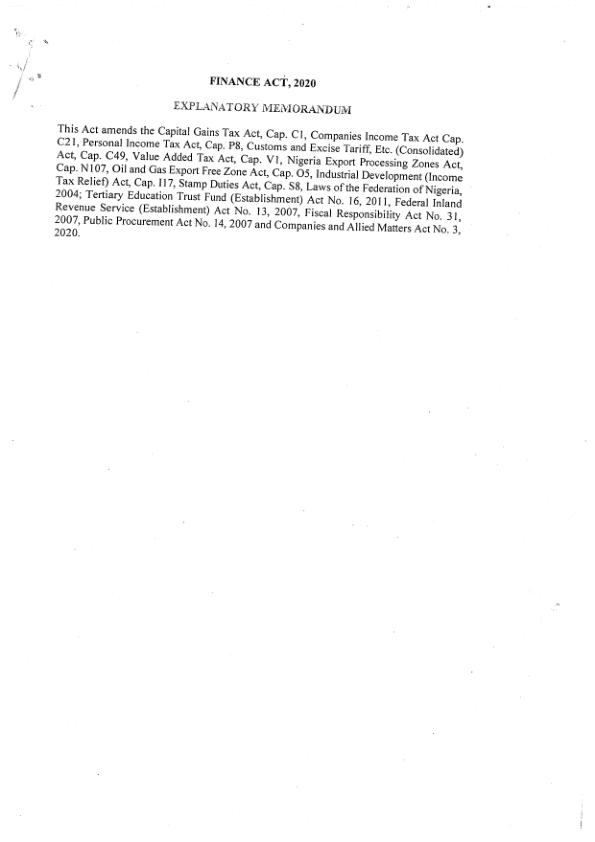 FINANCE ACT, 2020
EXPLANATORY MEMORANDUM
This Act amends the Capital Gains Tax Act, Cap. C1, Companies Income Tax Act Cap.
C21, Personal Income Tax Act, Cap. P8, Customs and Excise Tariff, Etc. (Consolidated)
Act, Cap. C49, Value Added Tax Act, Cap. V1, Nigeria Export Processing Zones Act,
Cap. N107, Oil and Gas Export Free Zone Act, Cap. O5, Industrial Development (Income
Tax Relief) Act, Cap. I17, Stamp Duties Act, Cap. S8, Laws of the Federation of Nigeria,
2004; Tertiary Education Trust Fund (Establishment) Act No. 16, 2011, Federal Inland
Revenue Service (Establishment) Act No. 13, 2007, Fiscal Responsibility Act No. 31,
2007, Public Procurement Act No. 14, 2007 and Companies and Allied Matters Act No. 3,
2020.